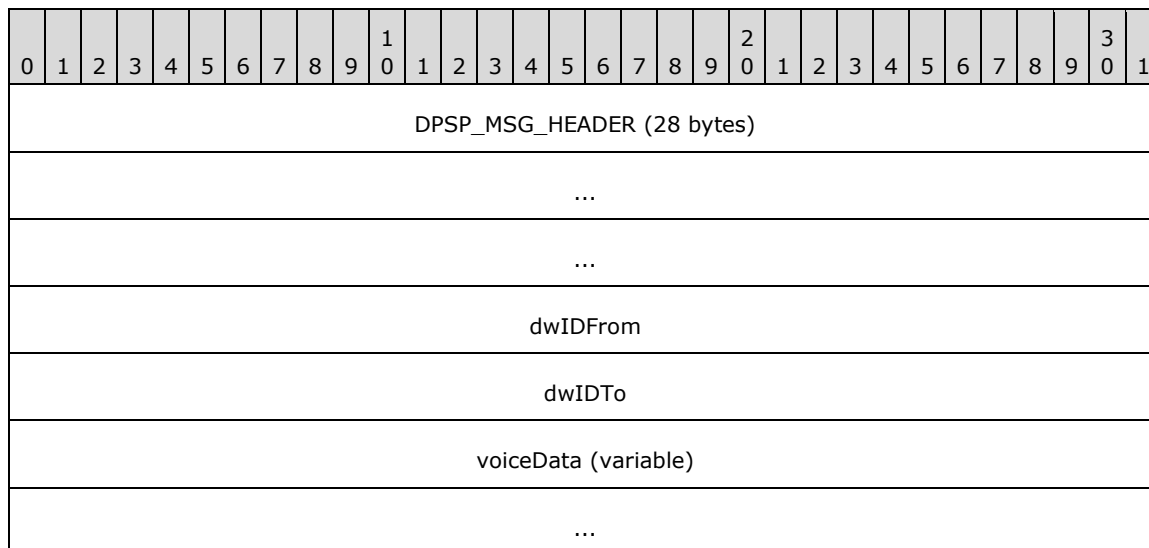 1 2 3
0 1 2 3 4 5 6 7 8 9 0 1 2 3 4 5 6 7 8 9 0 1 2 3 4 5 6 7 8 9 0 1
DPSP_MSG_HEADER (28 bytes)
...
...
dwIDFrom
dwIDTo
voiceData (variable)
...